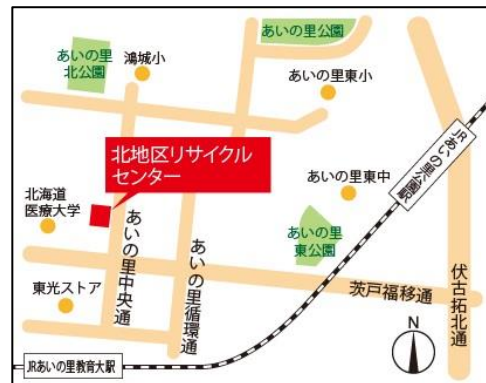 あいの里
北公園
鴻城小
あいの里公園
あいの里東小
北地区リサイクル
センター
北海道
医療大学
あいの里東中
あいの里
東公園
JRあいの里公園駅
あいの里中央通
あいの里循環通
茨戸福移通
伏古拓北通
東光ストア
N
JRあいの里教育大駅